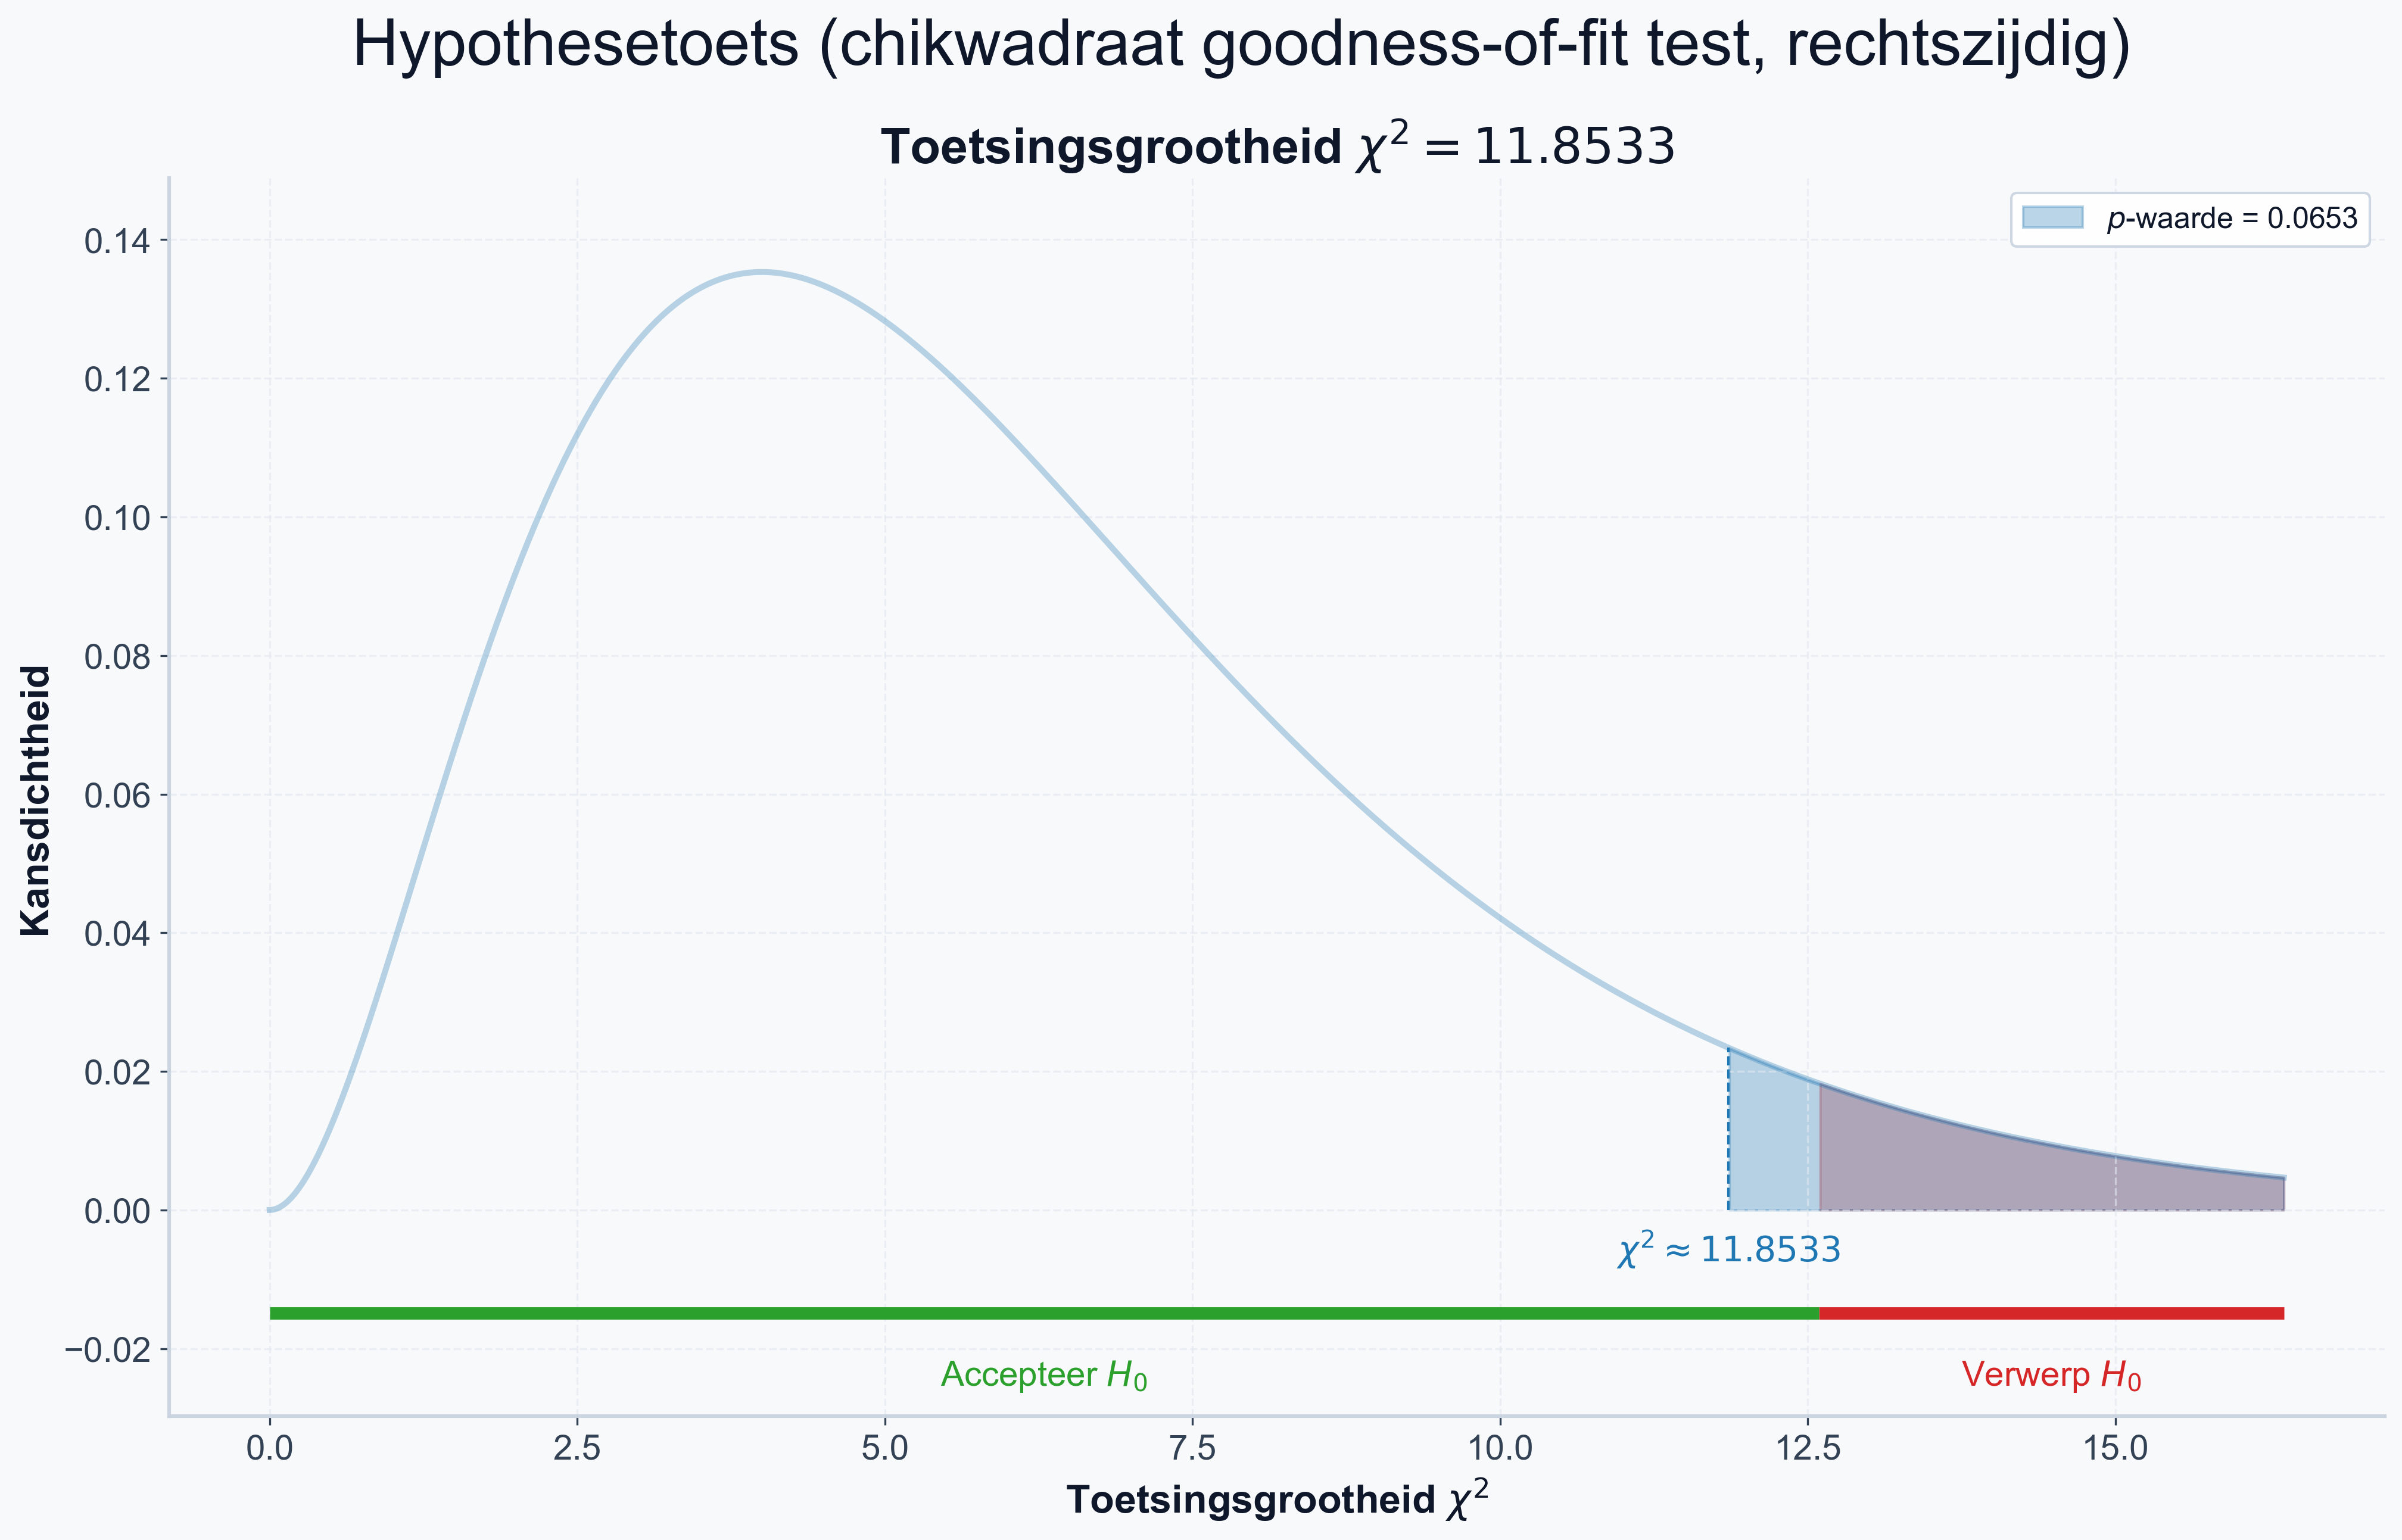 Hypothesetoets (chikwadraat goodness-of-fit test, rechtszijdig)
Toetsingsgrootheid χ² = 11.8533
p-waarde = 0.0653
Kansdichtheid
0.14
0.12
0.10
0.08
0.06
0.04
0.02
0.00
−0.02
χ² ≈ 11.8533
Accepteer H₀
Verwerp H₀
0.0 2.5 5.0 7.5 10.0 12.5 15.0
Toetsingsgrootheid χ²